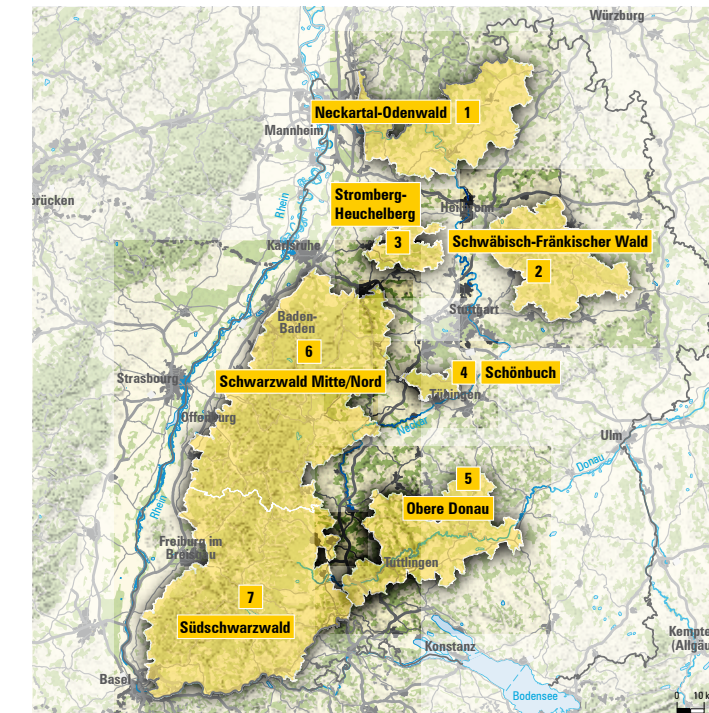 Würzburg
Neckartal-Odenwald 1
Mannheim
Rhein
brücken
Stromberg-
Heuchelberg
3
Heilbronn
Schwäbisch-Fränkischer Wald
2
Karlsruhe
Stuttgart
Baden-
Baden
6
Schwarzwald Mitte/Nord
4 Schönbuch
Tübingen
Strasbourg
Offenburg
Neckar
Ulm
Donau
5
Obere Donau
Rhein
Freiburg im
Breisgau
Tuttlingen
7
Südschwarzwald
Konstanz
Kempte
(Allgäu
Basel
Bodensee
0 10 k